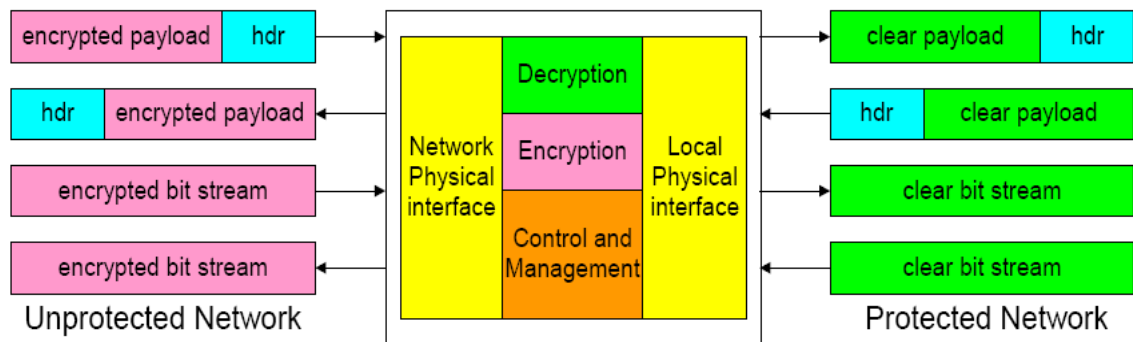 encrypted payload
hdr
clear payload
hdr
Decryption
hdr
encrypted payload
hdr
clear payload
Network
Physical
interface
Encryption
Local
Physical
interface
encrypted bit stream
clear bit stream
Control and
Management
encrypted bit stream
clear bit stream
Unprotected Network
Protected Network